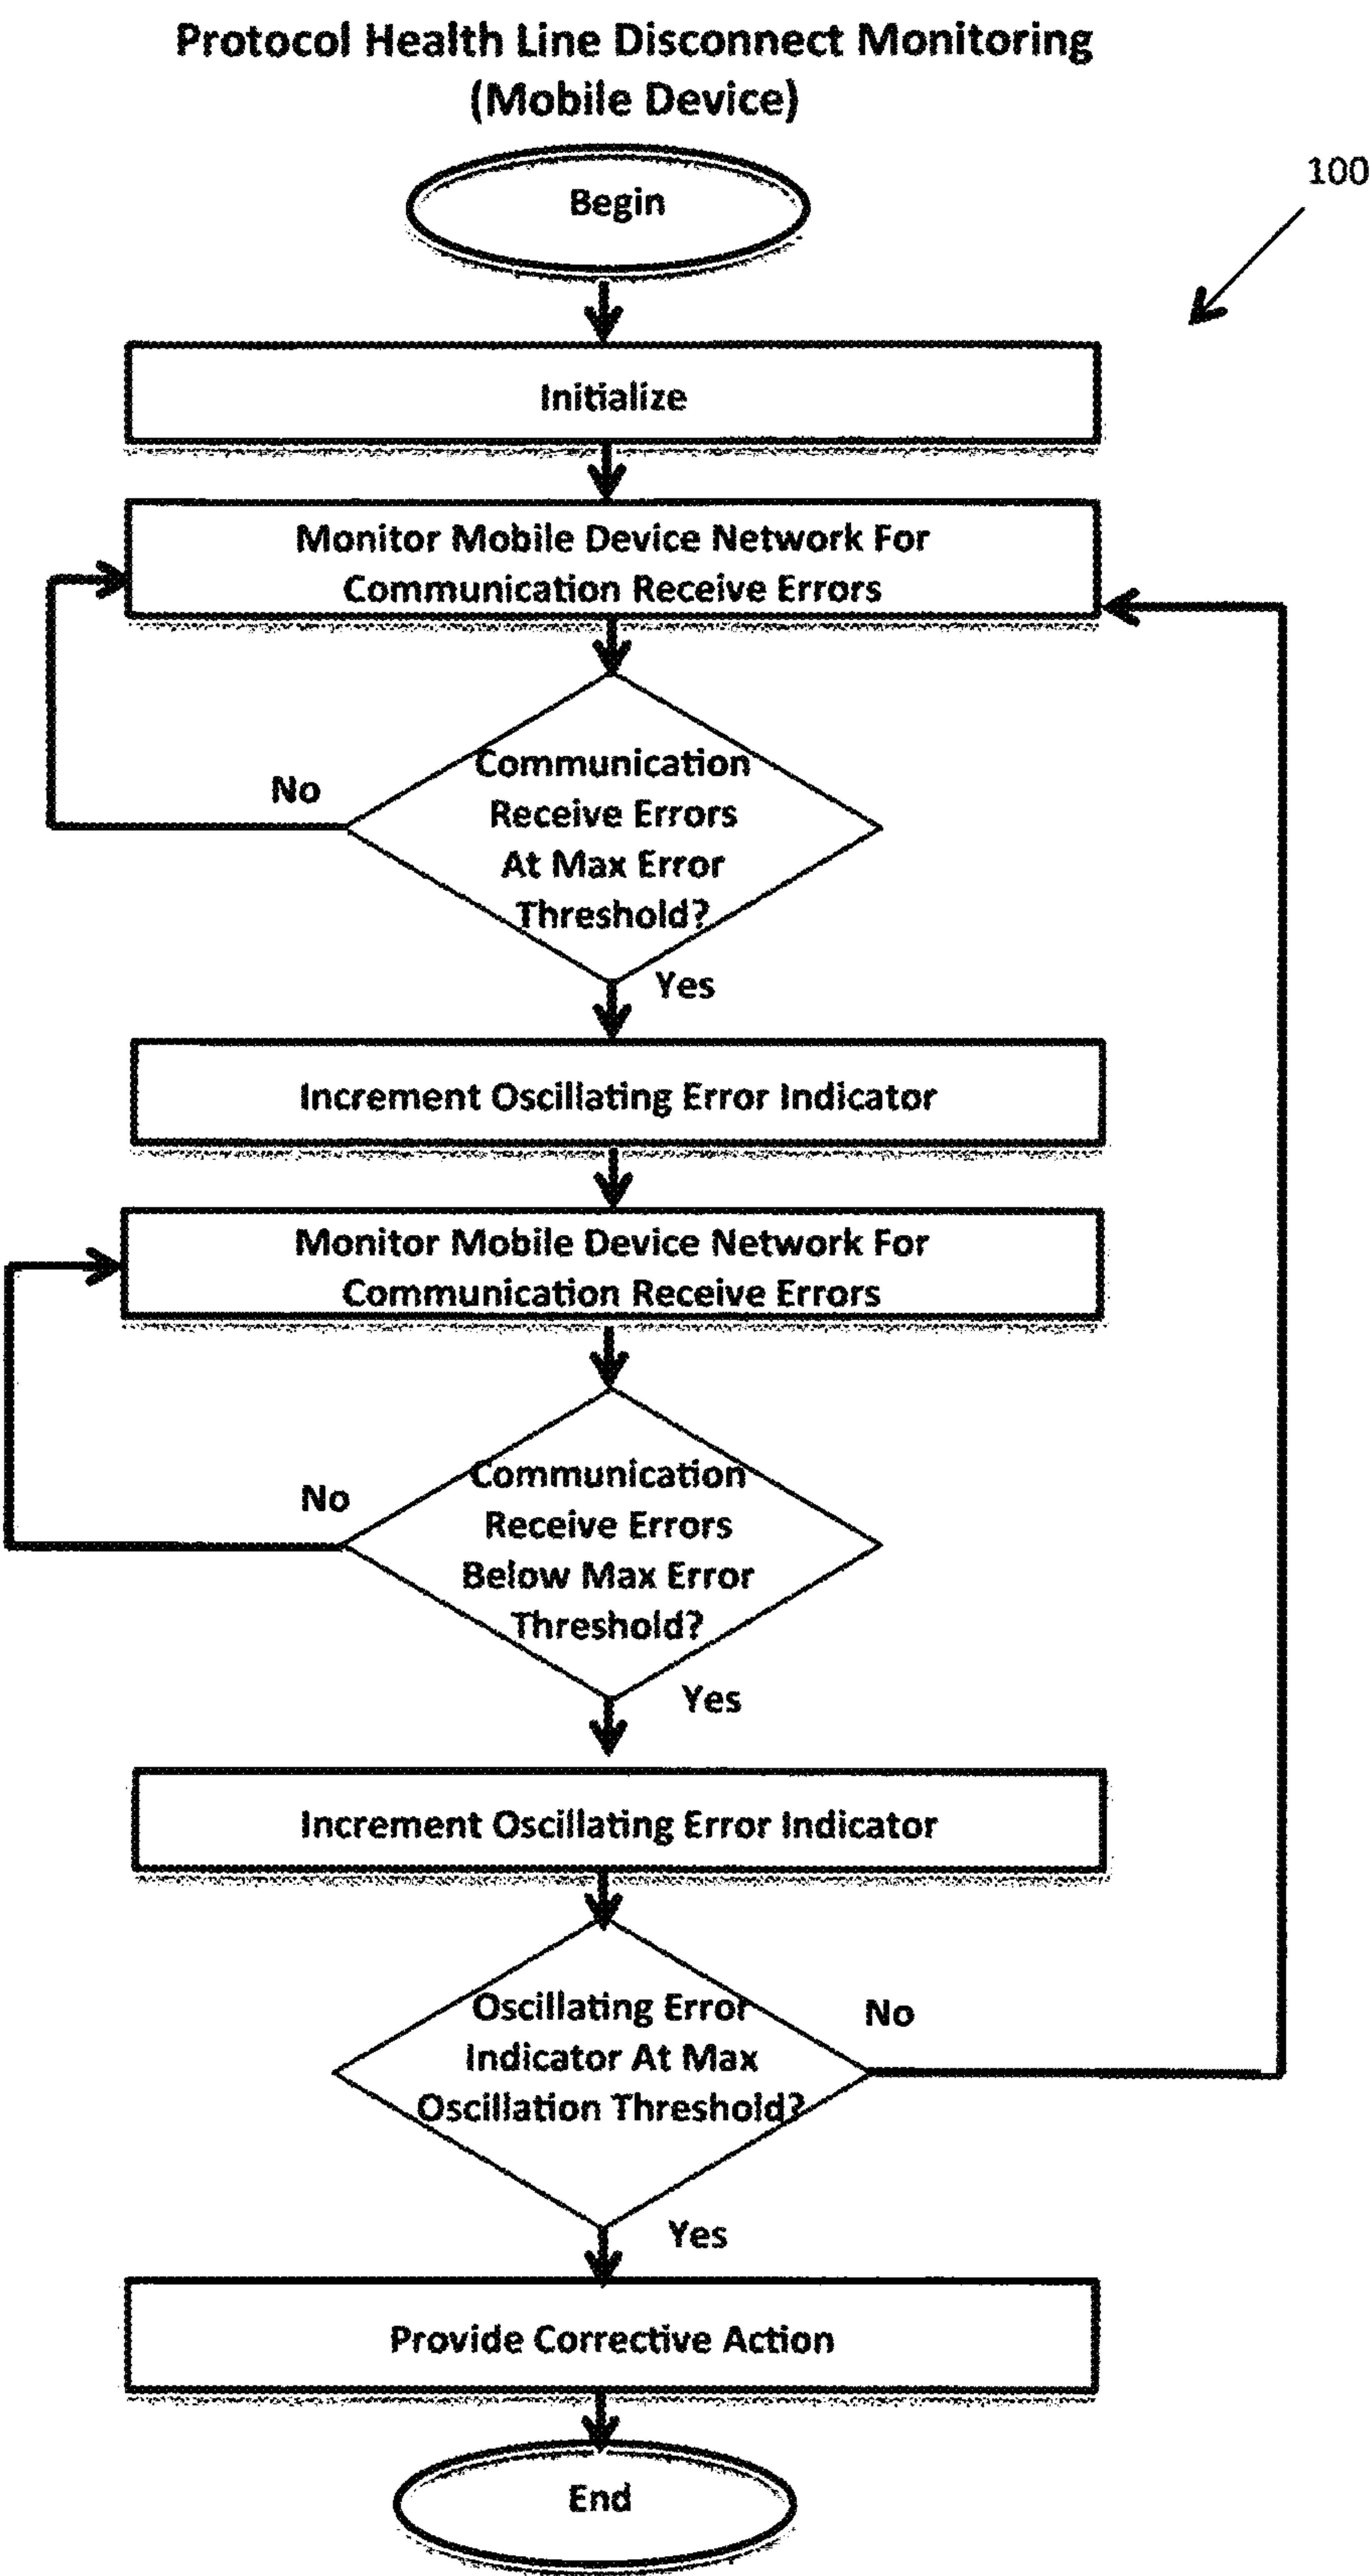 Protocol Health Line Disconnect Monitoring
(Mobile Device)
Begin
100
Initialize
Monitor Mobile Device Network For
Communication Receive Errors
Communication
Receive Errors
At Max Error
Threshold?
No
Yes
Increment Oscillating Error Indicator
Monitor Mobile Device Network For
Communication Receive Errors
Communication
Receive Errors
Below Max Error
Threshold?
No
Yes
Increment Oscillating Error Indicator
Oscillating Error
Indicator At Max
Oscillation Threshold?
No
Yes
Provide Corrective Action
End